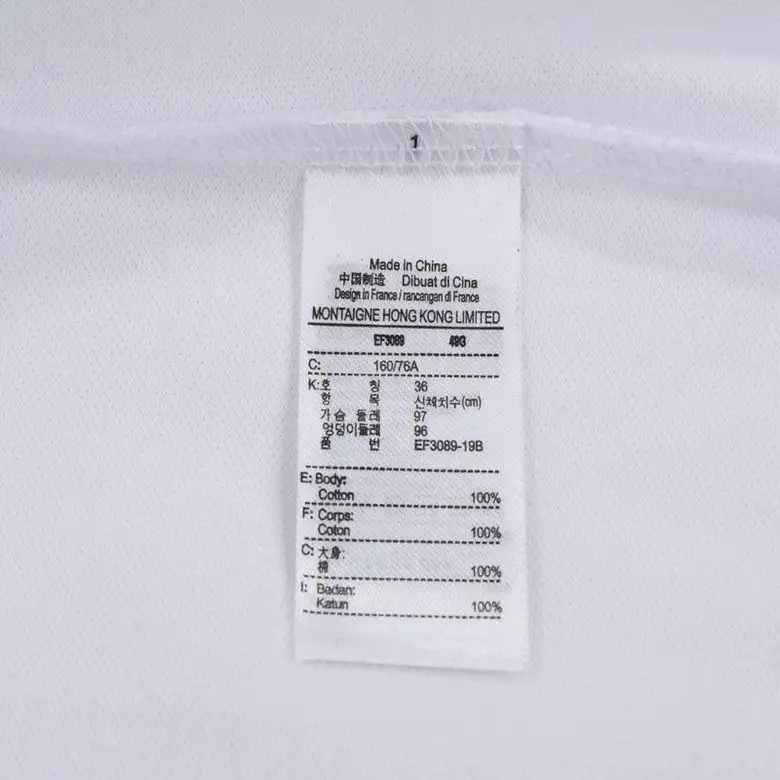 1
Made in China
中国制造 Dibuat di Cina
Design in France / rancangan di France
MONTAIGNE HONG KONG LIMITED
EF3089 49G
C: 160/76A
K: 호 칭 36
항 목 신체치수(cm)
가슴 둘레 97
엉덩이둘레 96
품 번 EF3089-19B
E: Body:
Cotton 100%
F: Corps:
Coton 100%
C: 大身:
棉 100%
I: Badan:
Katun 100%